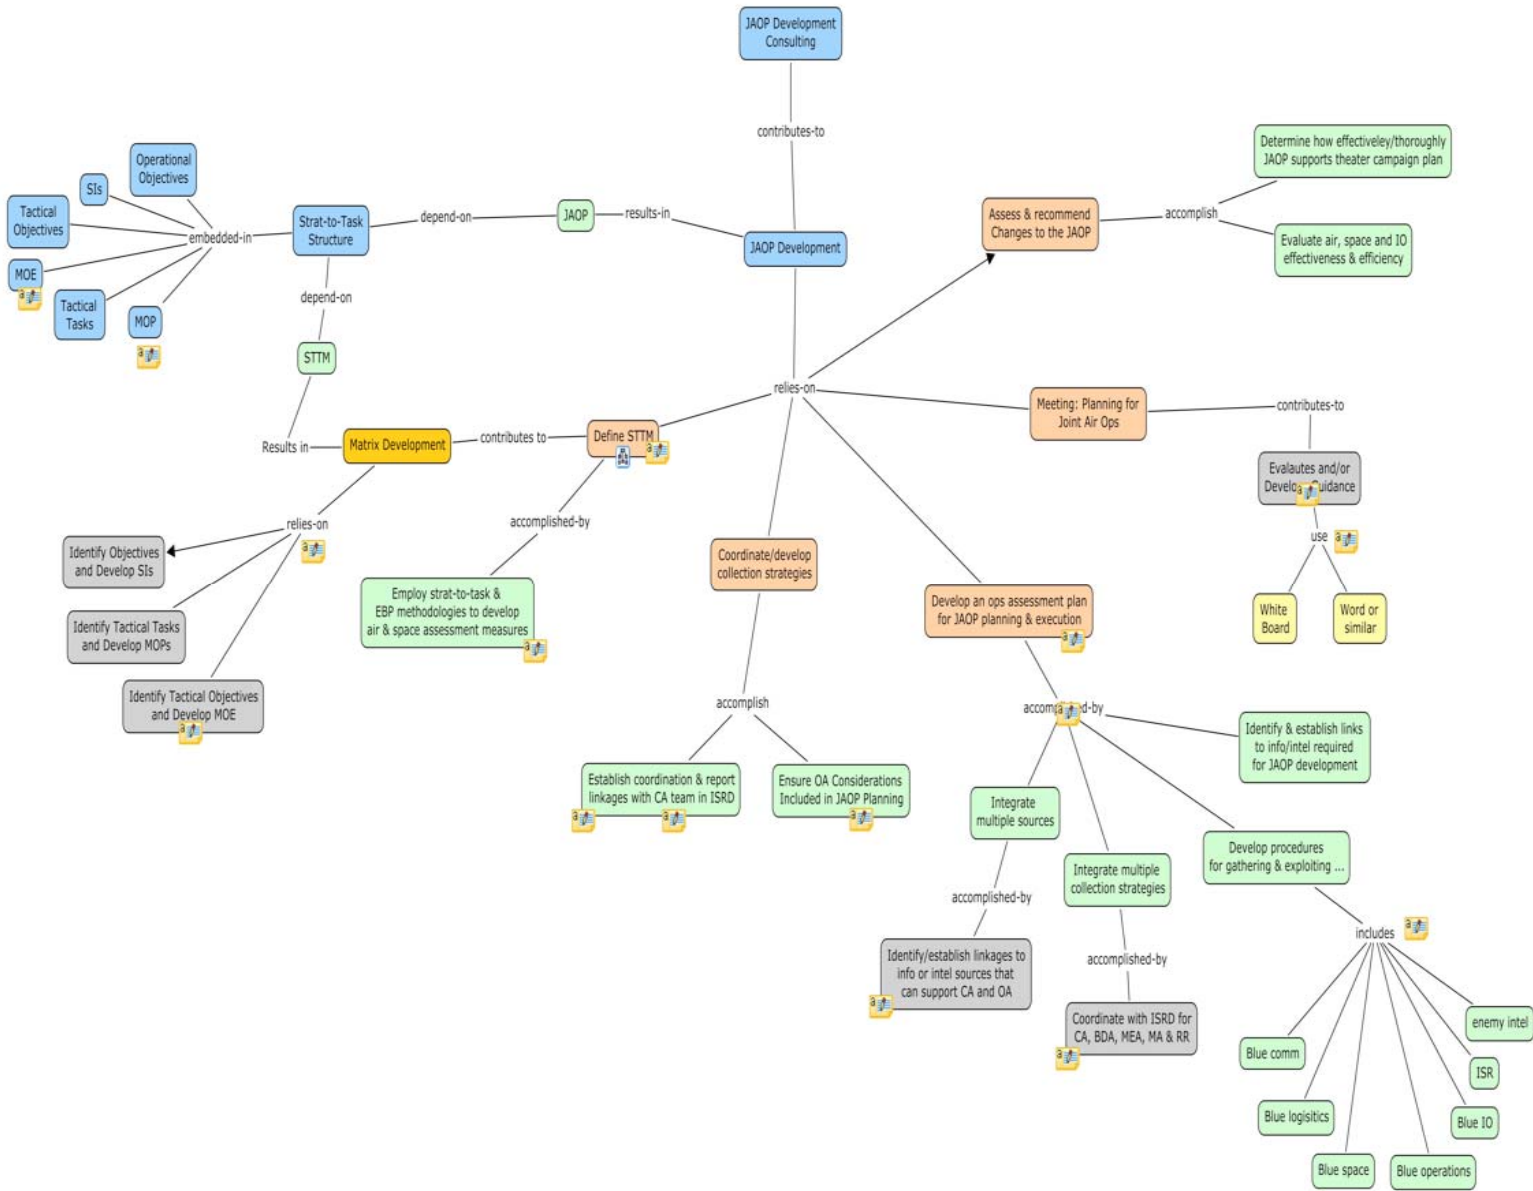 JAOP Development
Consulting
contributes-to
Determine how effectiveley/thoroughly
JAOP supports theater campaign plan
Operational
Objectives
SIs
Tactical
Objectives
embedded-in
Strat-to-Task
Structure
depend-on
JAOP
results-in
JAOP Development
Assess & recommend
Changes to the JAOP
accomplish
Evaluate air, space and IO
effectiveness & efficiency
MOE
Tactical
Tasks
MOP
depend-on
STTM
relies-on
Meeting: Planning for
Joint Air Ops
contributes-to
Results in
Matrix Development
contributes to
Define STTM
Evalautes and/or
Guidance
use
White
Board
Word or
similar
relies-on
Identify Objectives
and Develop SIs
Identify Tactical Tasks
and Develop MOPs
Identify Tactical Objectives
and Develop MOE
accomplished-by
Employ strat-to-task &
EBP methodologies to develop
air & space assessment measures
Coordinate/develop
collection strategies
Develop an ops assessment plan
for JAOP planning & execution
accomplish
Establish coordination & report
linkages with CA team in ISRD
Ensure OA Considerations
Included in JAOP Planning
Identify & establish links
to info/intel required
for JAOP development
Integrate
multiple sources
Integrate multiple
collection strategies
Develop procedures
for gathering & exploiting ...
accomplished-by
Identify/establish linkages to
info or intel sources that
can support CA and OA
accomplished-by
Coordinate with ISRD for
CA, BDA, MEA, MA & RR
includes
enemy intel
Blue comm
ISR
Blue logisitics
Blue IO
Blue space
Blue operations